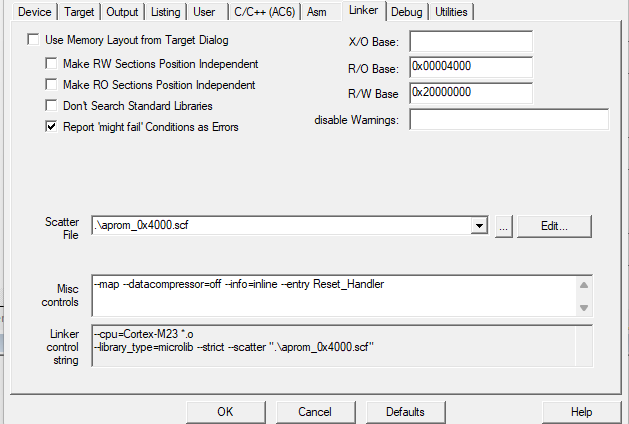 Device Target Output Listing User C/C++ (AC6) Asm Linker Debug Utilities
Use Memory Layout from Target Dialog
X/O Base:
Make RW Sections Position Independent
R/O Base: 0x00004000
Make RO Sections Position Independent
R/W Base 0x20000000
Don't Search Standard Libraries
Report 'might fail' Conditions as Errors
disable Warnings:
Scatter
File
.\aprom_0x4000.scf
...
Edit...
Misc
controls
--map --datacompressor=off --info=inline --entry Reset_Handler
Linker
control
string
--cpu=Cortex-M23 *.o
--library_type=microlib --strict --scatter ".\aprom_0x4000.scf"
OK Cancel Defaults Help